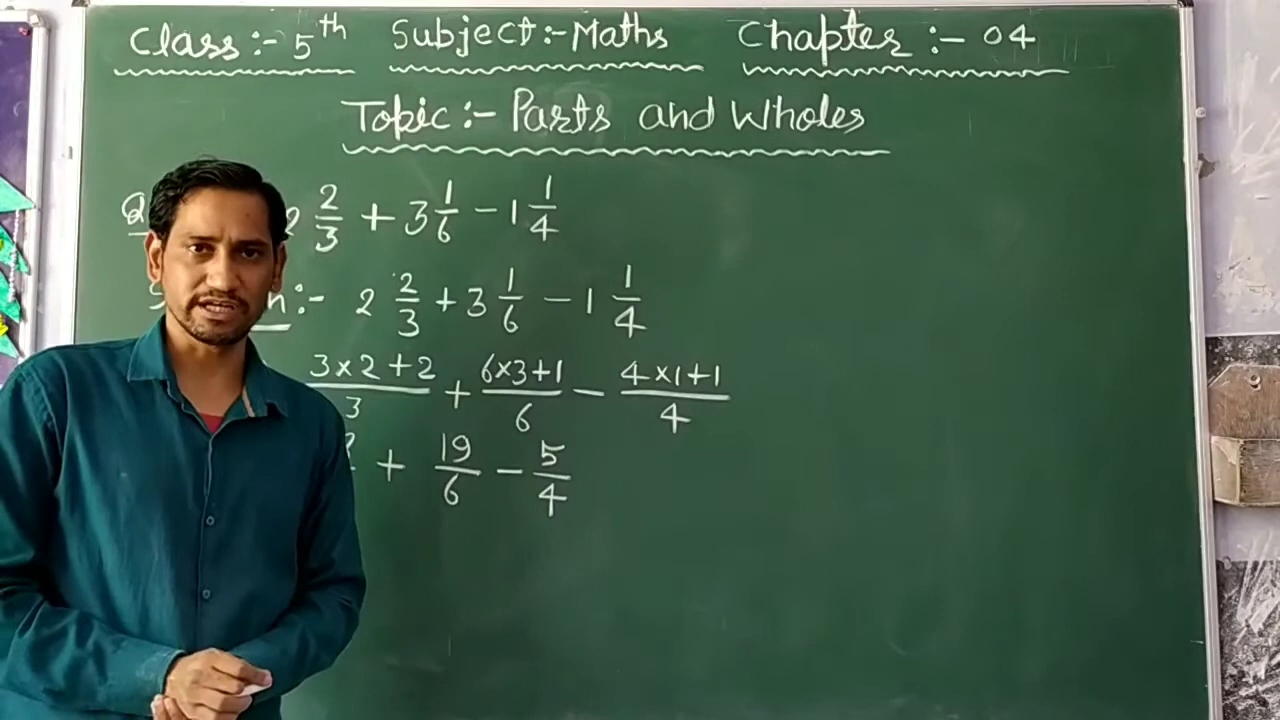 Class:- 5th Subject:- Maths Chapter:- 04
Topic:- Parts and Wholes
2 2/3 + 3 1/6 - 1 1/4
:- 2 2/3 + 3 1/6 - 1 1/4
3×2+2/3 + 6×3+1/6 - 4×1+1/4
+ 19/6 - 5/4